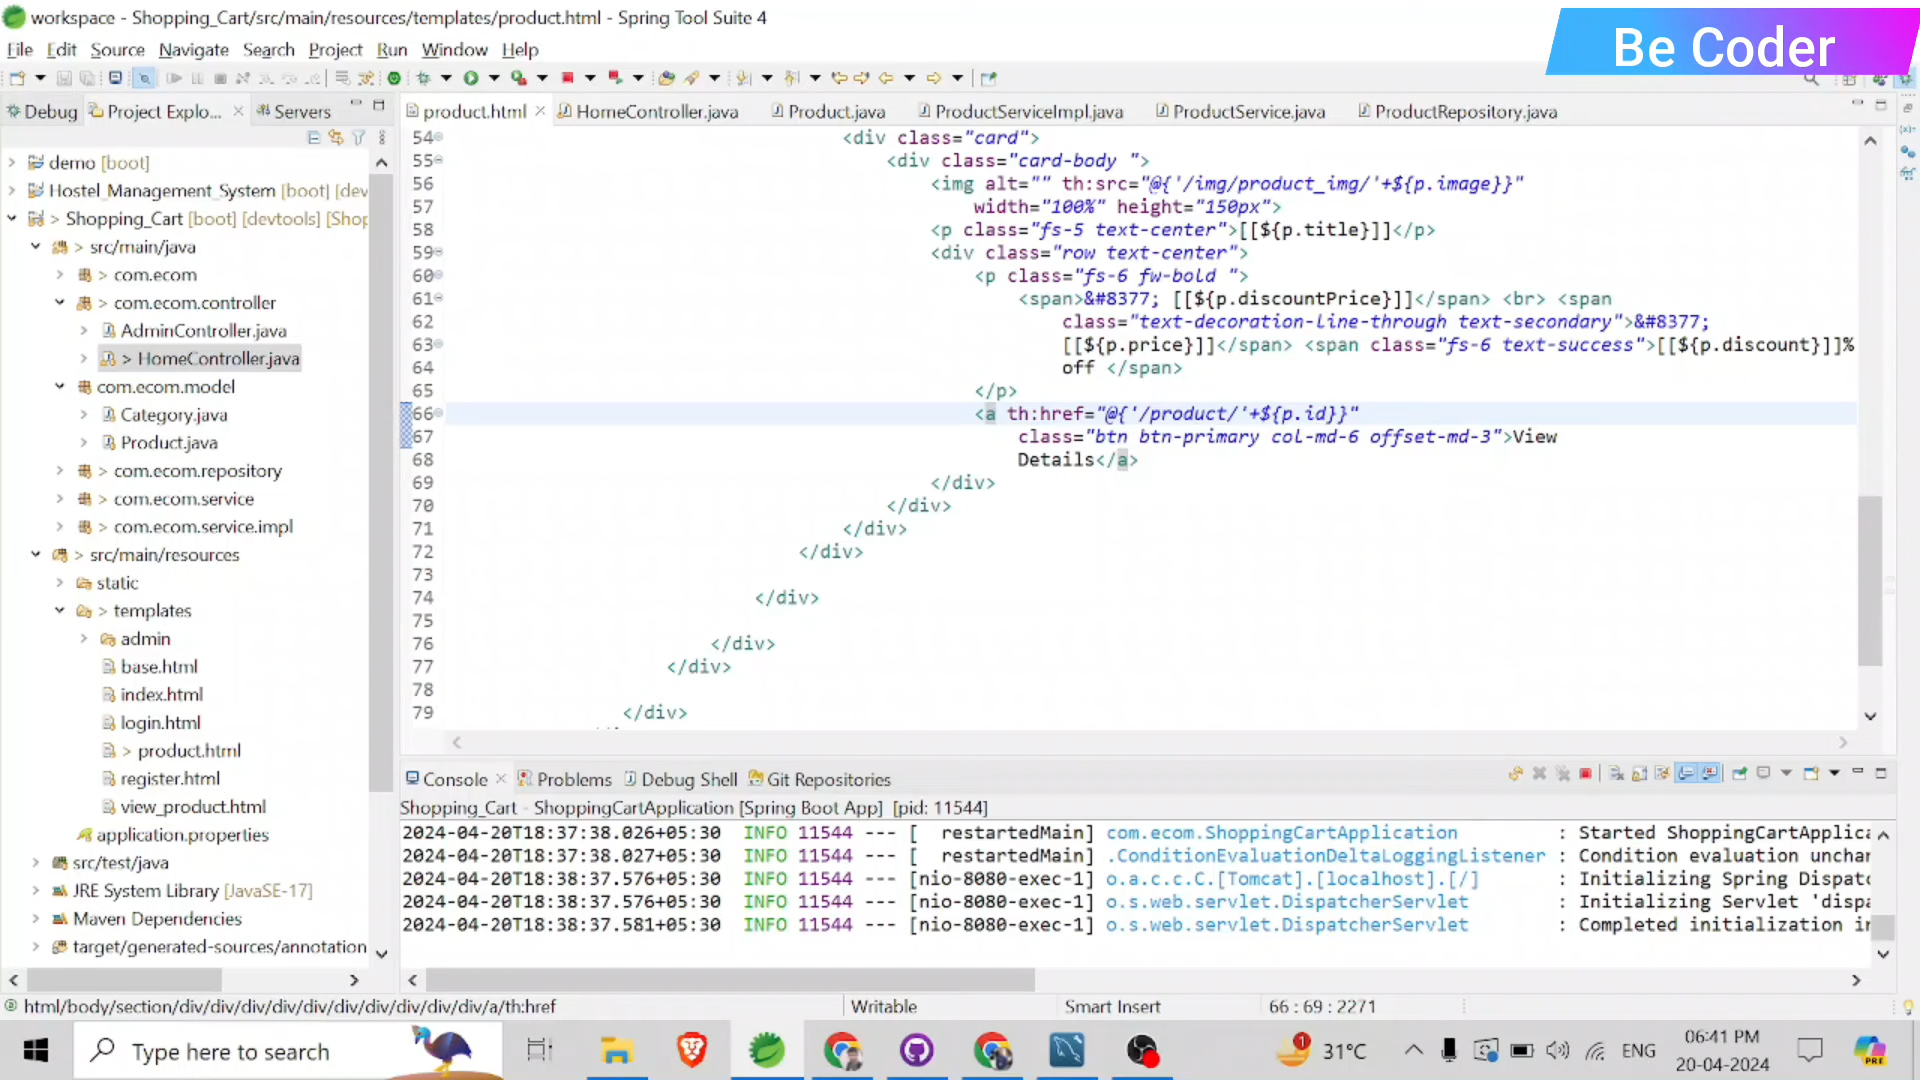 workspace - Shopping_Cart/src/main/resources/templates/product.html - Spring Tool Suite 4
Be Coder
File Edit Source Navigate Search Project Run Window Help
Debug Project Explo... Servers
product.html HomeController.java Product.java ProductServiceImpl.java ProductService.java ProductRepository.java
demo [boot]
Hostel_Management_System [boot] [dev
> Shopping_Cart [boot] [devtools] [Shop
> src/main/java
> com.ecom
> com.ecom.controller
AdminController.java
> HomeController.java
com.ecom.model
Category.java
Product.java
> com.ecom.repository
> com.ecom.service
> com.ecom.service.impl
> src/main/resources
static
> templates
admin
base.html
index.html
login.html
> product.html
register.html
view_product.html
application.properties
src/test/java
JRE System Library [JavaSE-17]
Maven Dependencies
target/generated-sources/annotation
54 <div class="card">
55 <div class="card-body ">
56 <img alt="" th:src="@{'/img/product_img/'+${p.image}}"
57 width="100%" height="150px">
58 <p class="fs-5 text-center">[[${p.title}]]</p>
59 <div class="row text-center">
60 <p class="fs-6 fw-bold ">
61 <span>&#8377; [[${p.discountPrice}]]</span> <br> <span
62 class="text-decoration-line-through text-secondary">&#8377;
63 [[${p.price}]]</span> <span class="fs-6 text-success">[[${p.discount}]]%
64 off </span>
65 </p>
66 <a th:href="@{'/product/'+${p.id}}"
67 class="btn btn-primary col-md-6 offset-md-3">View
68 Details</a>
69 </div>
70 </div>
71 </div>
72 </div>
73
74 </div>
75
76 </div>
77 </div>
78
79 </div>
Console Problems Debug Shell Git Repositories
Shopping_Cart - ShoppingCartApplication [Spring Boot App] [pid: 11544]
2024-04-20T18:37:38.026+05:30 INFO 11544 --- [ restartedMain] com.ecom.ShoppingCartApplication : Started ShoppingCartApplica
2024-04-20T18:37:38.027+05:30 INFO 11544 --- [ restartedMain] .ConditionEvaluationDeltaLoggingListener : Condition evaluation unchan
2024-04-20T18:38:37.576+05:30 INFO 11544 --- [nio-8080-exec-1] o.a.c.c.C.[Tomcat].[localhost].[/] : Initializing Spring Dispatc
2024-04-20T18:38:37.576+05:30 INFO 11544 --- [nio-8080-exec-1] o.s.web.servlet.DispatcherServlet : Initializing Servlet 'dispa
2024-04-20T18:38:37.581+05:30 INFO 11544 --- [nio-8080-exec-1] o.s.web.servlet.DispatcherServlet : Completed initialization in
html/body/section/div/div/div/div/div/div/div/div/div/a/th:href Writable Smart Insert 66 : 69 : 2271
Type here to search
1 31°C ENG
06:41 PM
20-04-2024
PRE